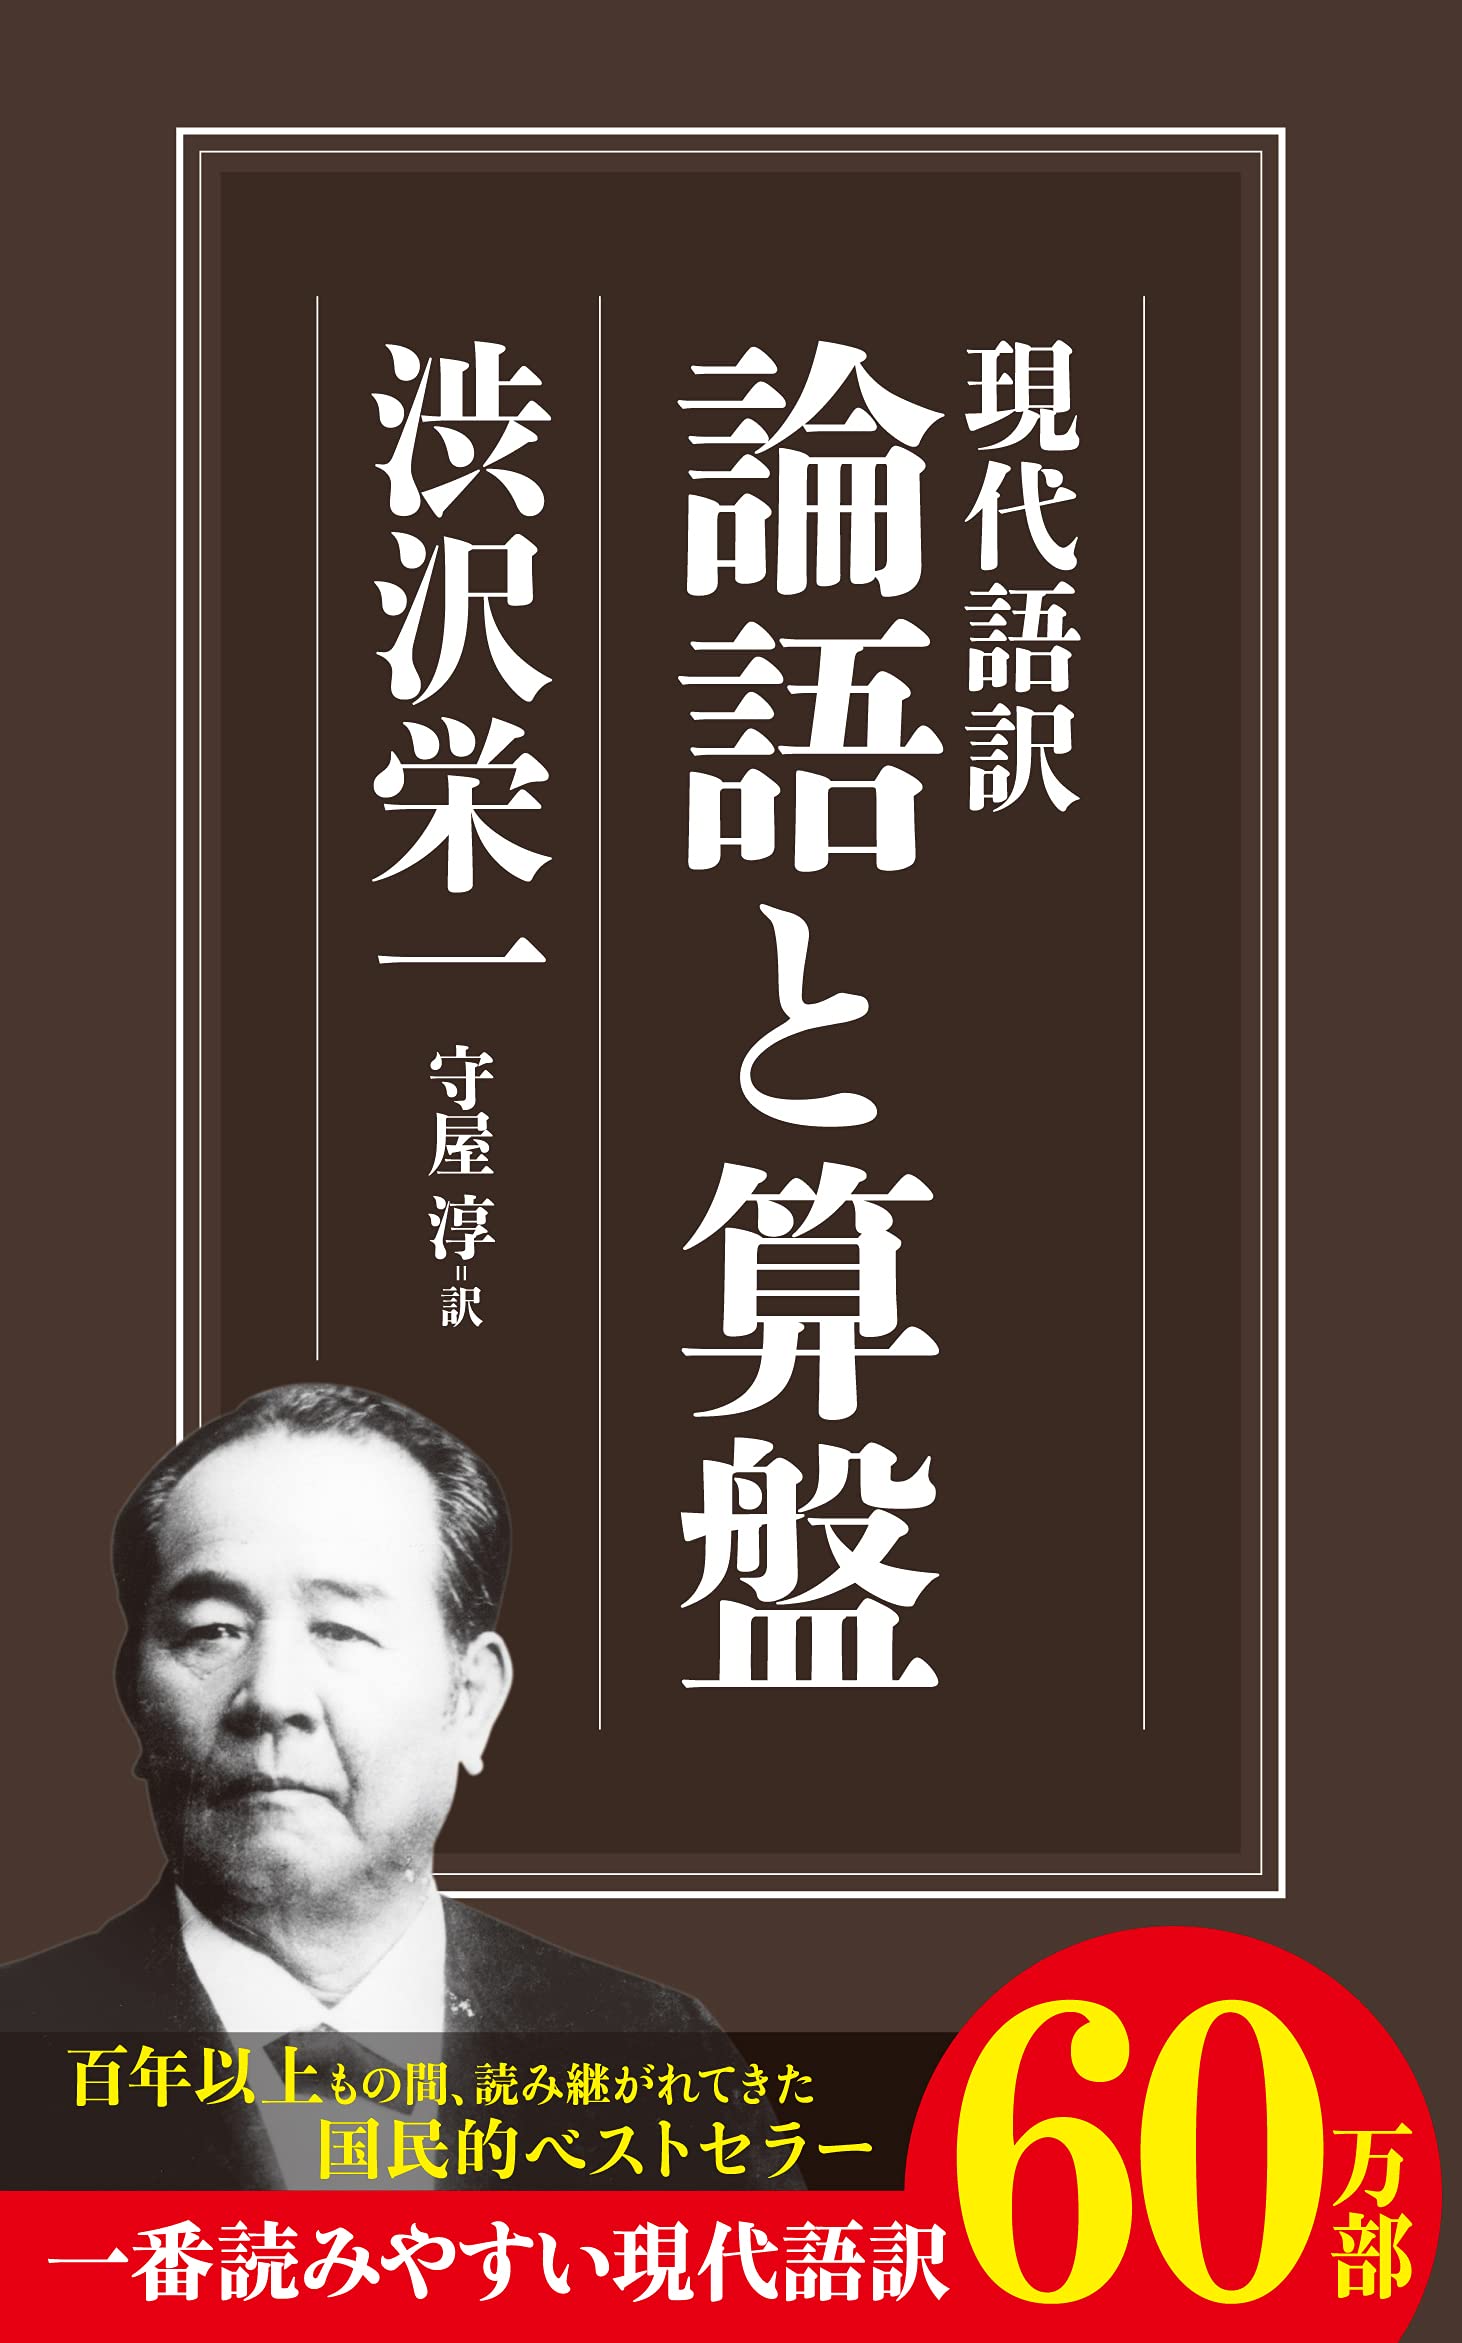 現代語訳
論語と算盤
渋沢栄一
守屋 淳=訳
百年以上もの間、読み継がれてきた
国民的ベストセラー
一番読みやすい現代語訳
60万部